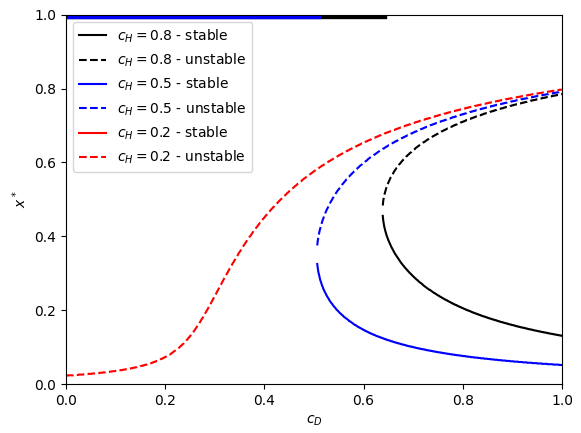 1.0
0.8
0.6
0.4
0.2
0.0
x*
c_H = 0.8 - stable
c_H = 0.8 - unstable
c_H = 0.5 - stable
c_H = 0.5 - unstable
c_H = 0.2 - stable
c_H = 0.2 - unstable
0.0 0.2 0.4 0.6 0.8 1.0
c_D